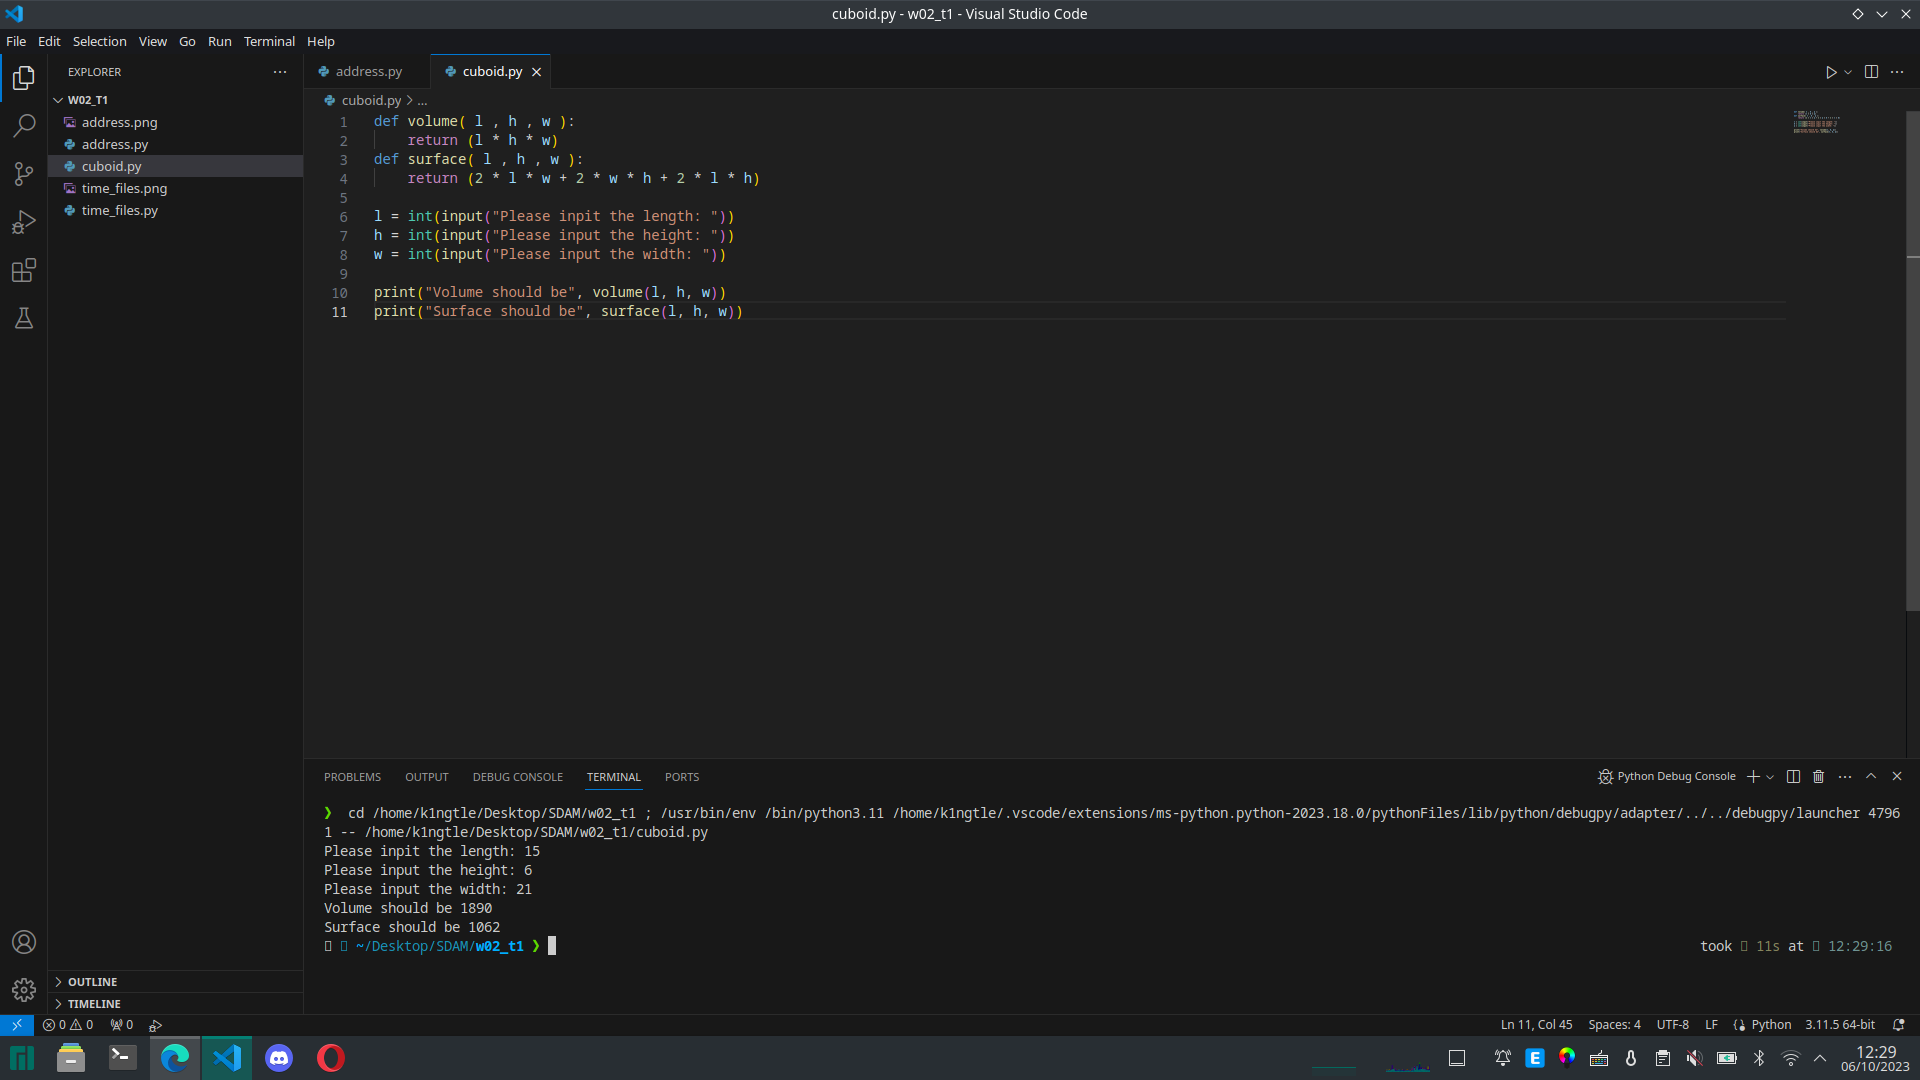 cuboid.py - w02_t1 - Visual Studio Code
File Edit Selection View Go Run Terminal Help
EXPLORER
W02_T1
address.png
address.py
cuboid.py
time_files.png
time_files.py
OUTLINE
TIMELINE
address.py cuboid.py
cuboid.py > ...
1 def volume( l , h , w ):
2     return (l * h * w)
3 def surface( l , h , w ):
4     return (2 * l * w + 2 * w * h + 2 * l * h)
5
6 l = int(input("Please inpit the length: "))
7 h = int(input("Please input the height: "))
8 w = int(input("Please input the width: "))
9
10 print("Volume should be", volume(l, h, w))
11 print("Surface should be", surface(l, h, w))
PROBLEMS OUTPUT DEBUG CONSOLE TERMINAL PORTS
Python Debug Console
❯ cd /home/k1ngtle/Desktop/SDAM/w02_t1 ; /usr/bin/env /bin/python3.11 /home/k1ngtle/.vscode/extensions/ms-python.python-2023.18.0/pythonFiles/lib/python/debugpy/adapter/../../debugpy/launcher 4796
1 -- /home/k1ngtle/Desktop/SDAM/w02_t1/cuboid.py
Please inpit the length: 15
Please input the height: 6
Please input the width: 21
Volume should be 1890
Surface should be 1062
~/Desktop/SDAM/w02_t1 ❯ took 11s at 12:29:16
0 0 0
Ln 11, Col 45 Spaces: 4 UTF-8 LF Python 3.11.5 64-bit
E
12:29
06/10/2023